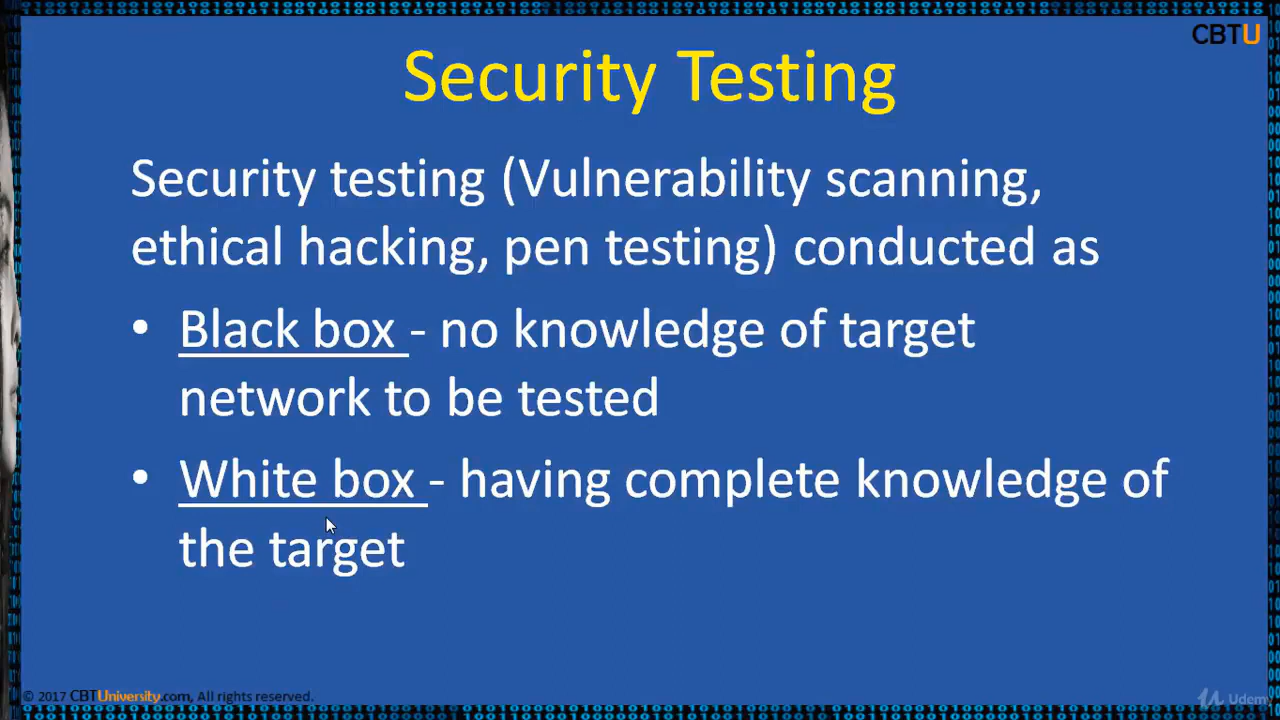 CBTU
Security Testing
Security testing (Vulnerability scanning,
ethical hacking, pen testing) conducted as
• Black box - no knowledge of target
network to be tested
• White box - having complete knowledge of
the target
© 2017 CBTUniversity.com, All rights reserved.
Udemy